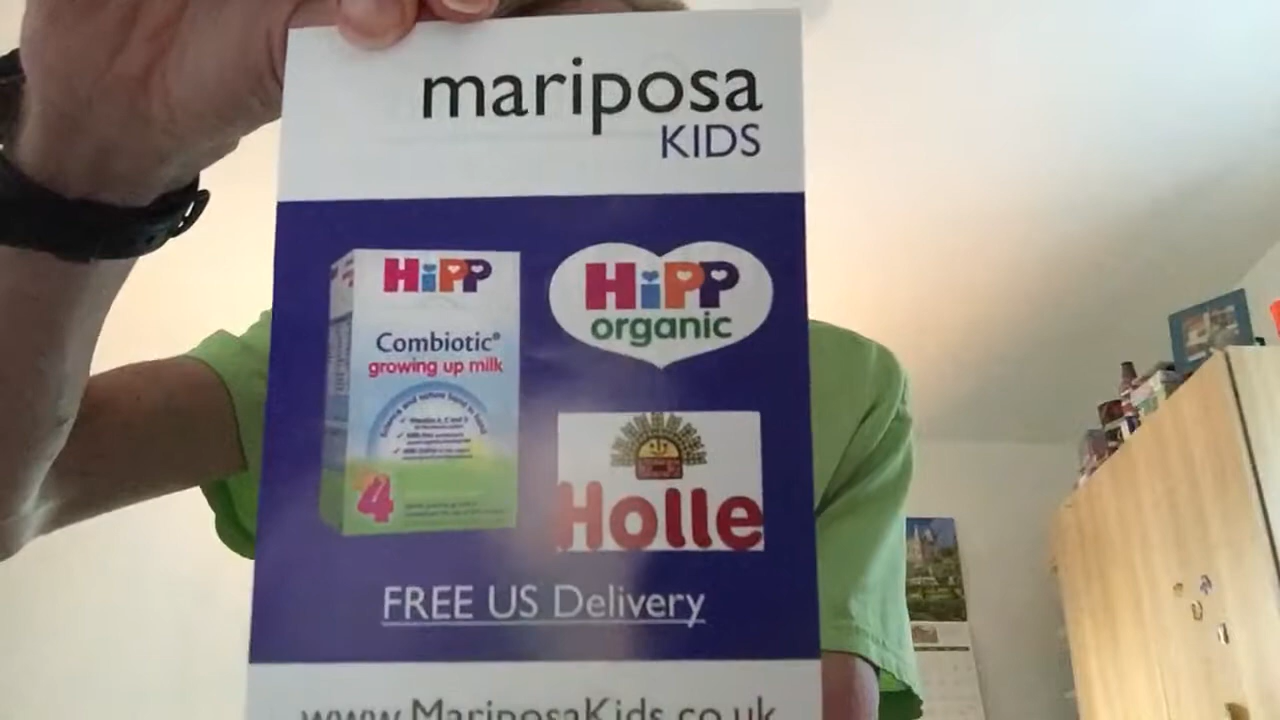 mariposa
KIDS
HiPP
Combiotic®
growing up milk
4
HiPP
organic
Holle
FREE US Delivery
www.MariposaKids.co.uk